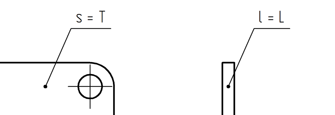 s = T
l = L